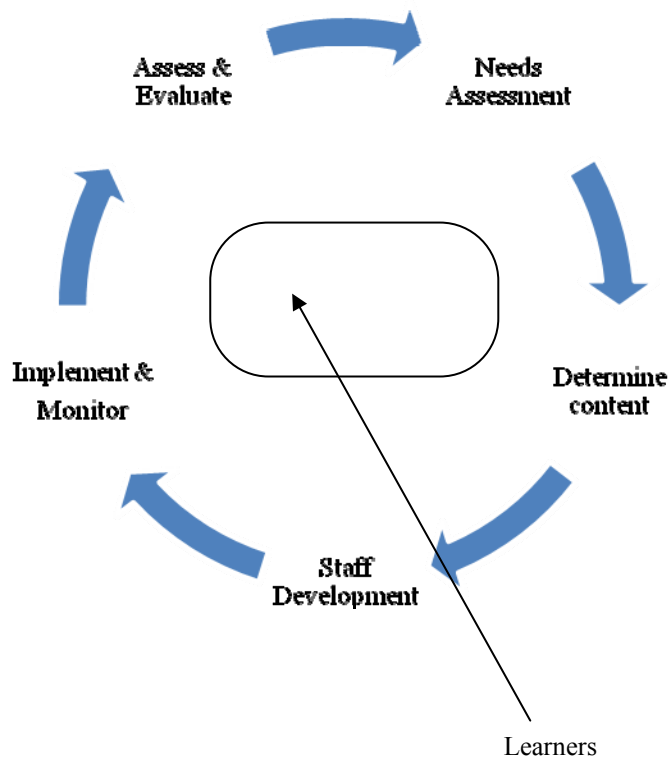 Assess &
Evaluate
Needs
Assessment
Determine
content
Staff
Development
Implement &
Monitor
Learners